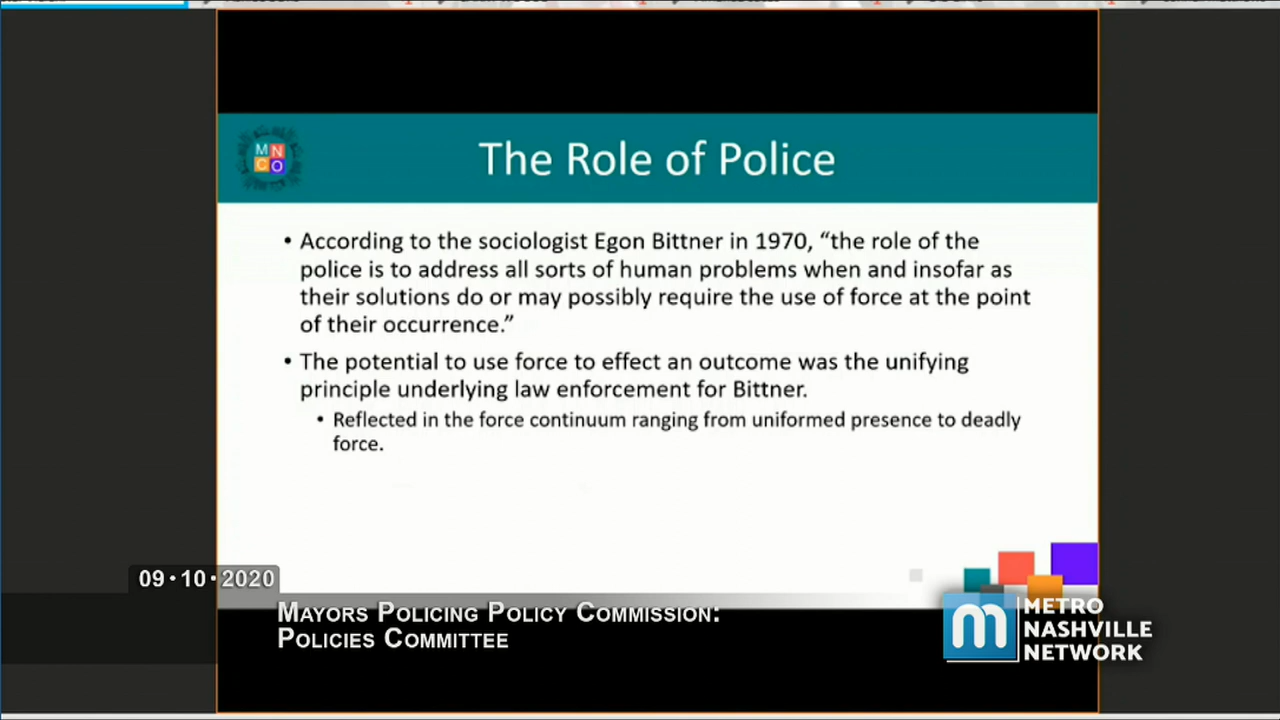 MN
CO
The Role of Police
• According to the sociologist Egon Bittner in 1970, “the role of the
police is to address all sorts of human problems when and insofar as
their solutions do or may possibly require the use of force at the point
of their occurrence.”
• The potential to use force to effect an outcome was the unifying
principle underlying law enforcement for Bittner.
• Reflected in the force continuum ranging from uniformed presence to deadly
force.
09•10•2020
MAYORS POLICING POLICY COMMISSION:
POLICIES COMMITTEE
m
METRO
NASHVILLE
NETWORK